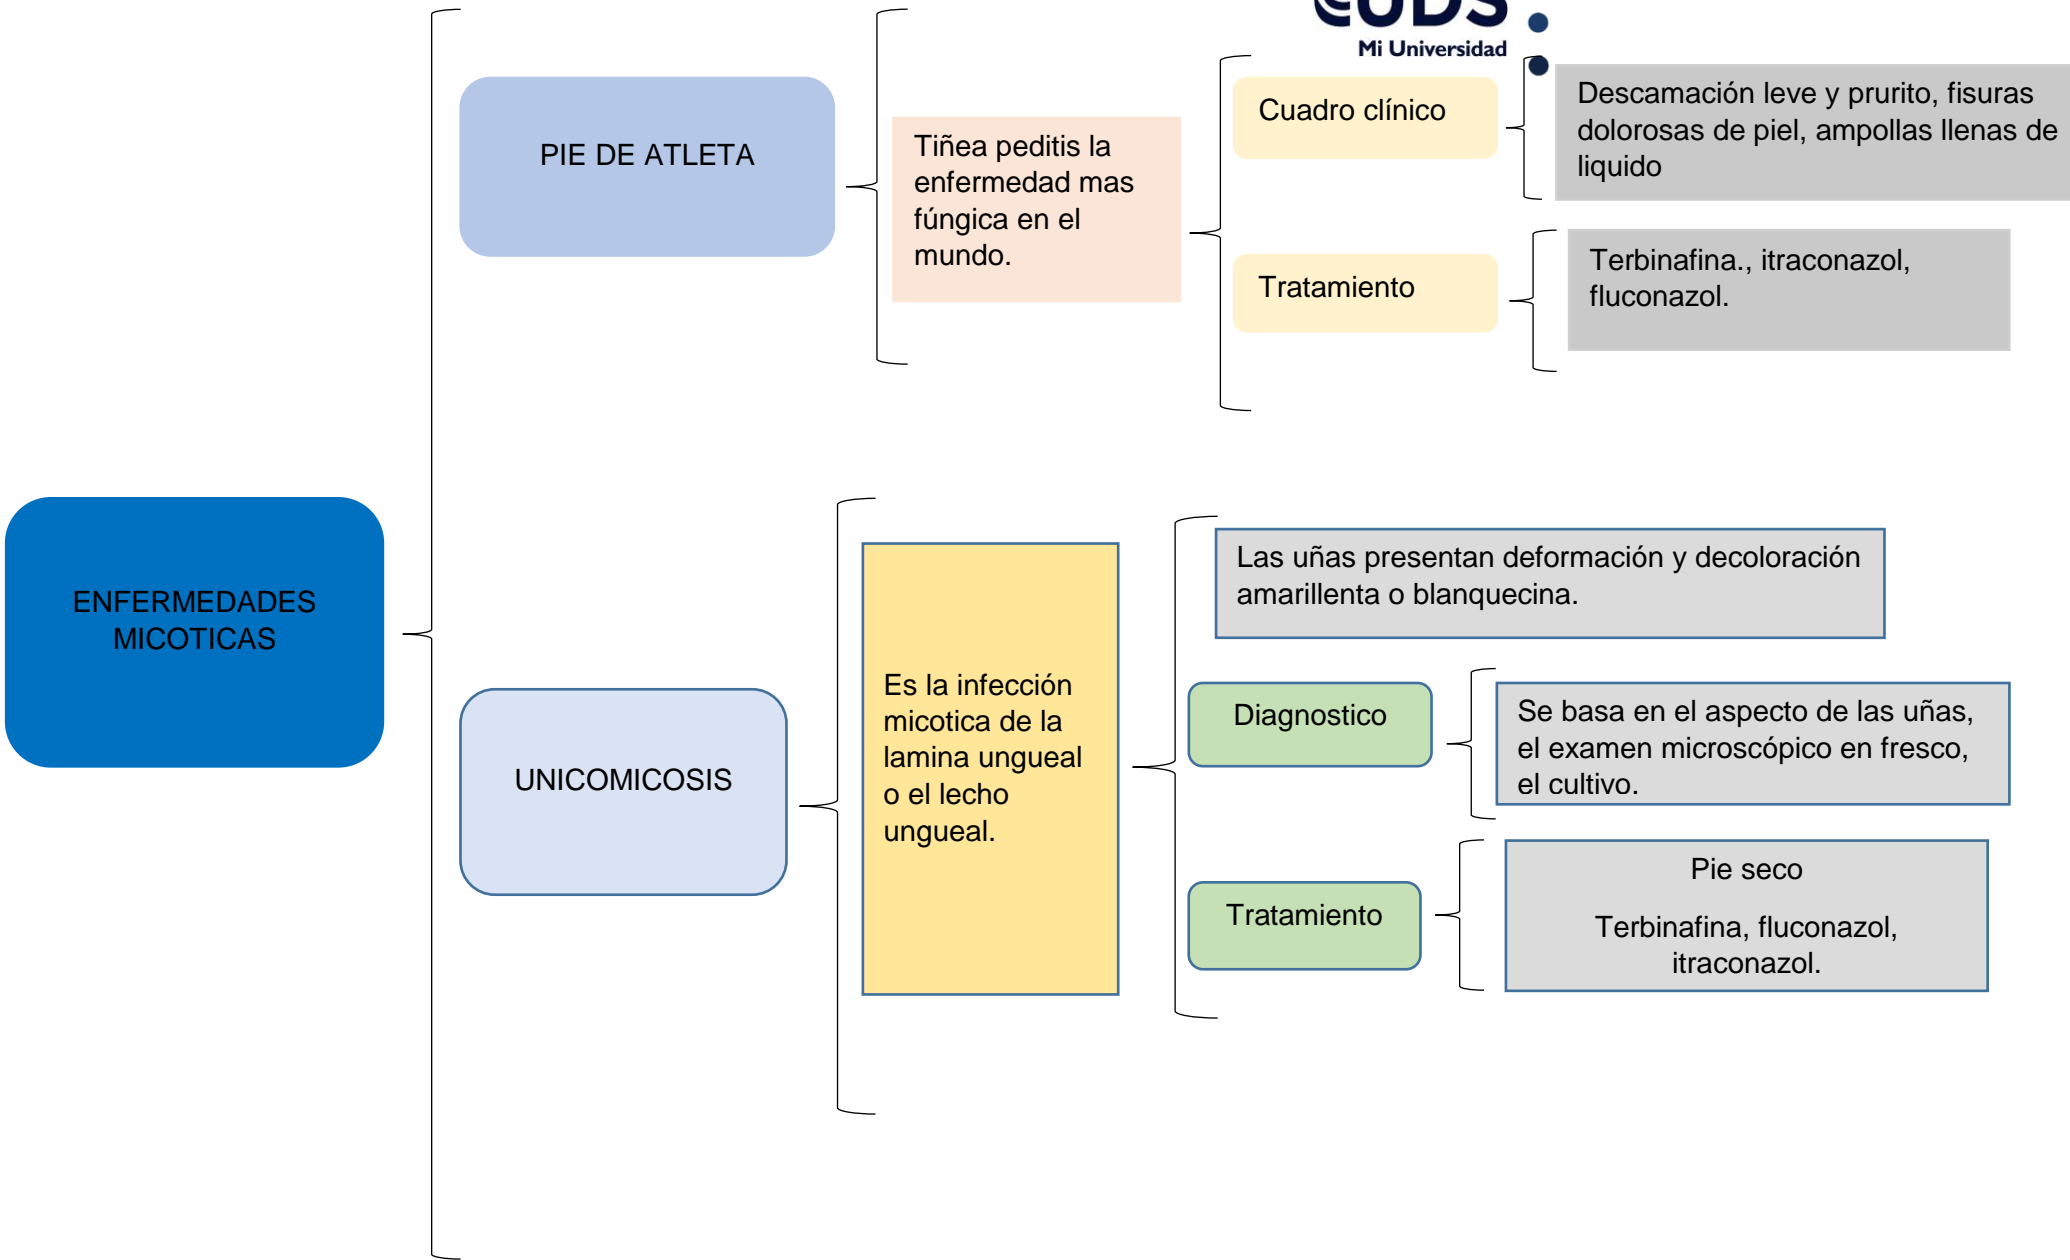 UDS
Mi Universidad
PIE DE ATLETA
Tiñea peditis la
enfermedad mas
fúngica en el
mundo.
Cuadro clínico
Descamación leve y prurito, fisuras
dolorosas de piel, ampollas llenas de
liquido
Tratamiento
Terbinafina., itraconazol,
fluconazol.
ENFERMEDADES
MICOTICAS
UNICOMICOSIS
Es la infección
micotica de la
lamina ungueal
o el lecho
ungueal.
Las uñas presentan deformación y decoloración
amarillenta o blanquecina.
Diagnostico
Se basa en el aspecto de las uñas,
el examen microscópico en fresco,
el cultivo.
Tratamiento
Pie seco
Terbinafina, fluconazol,
itraconazol.